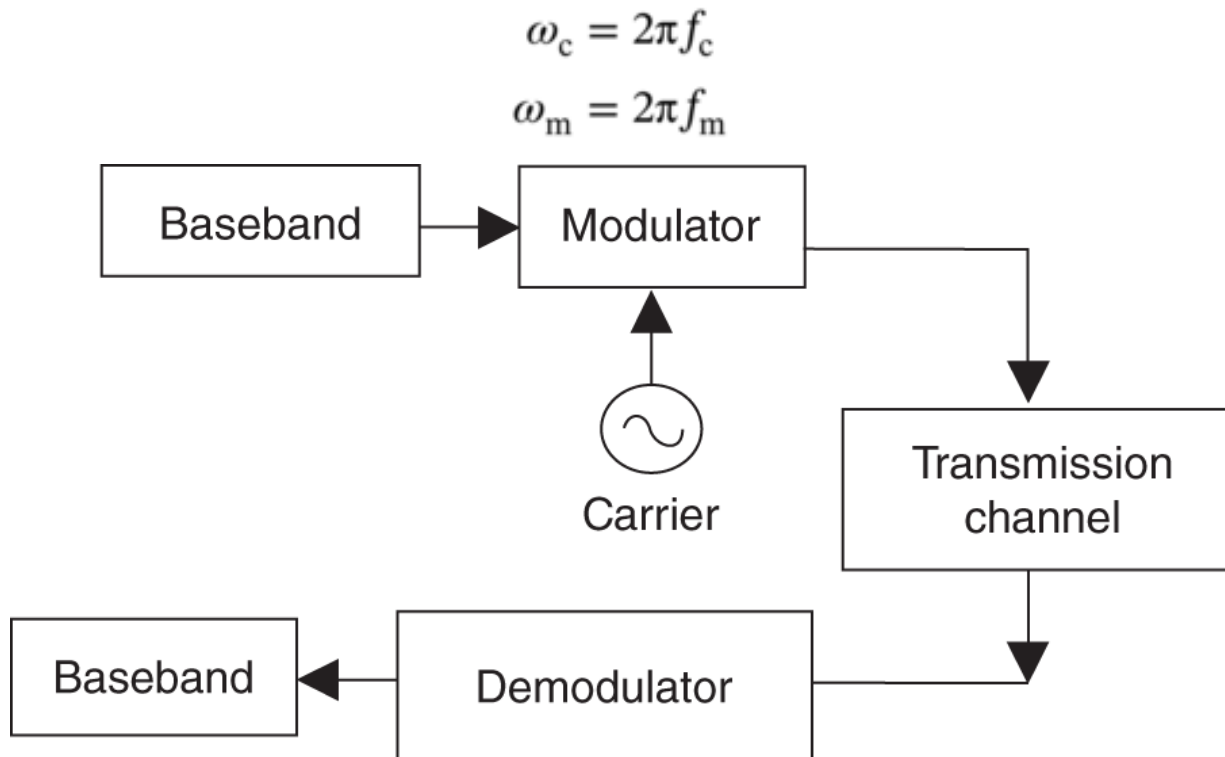 ω_c = 2πf_c
ω_m = 2πf_m
Baseband
Modulator
Carrier
Transmission
channel
Demodulator
Baseband